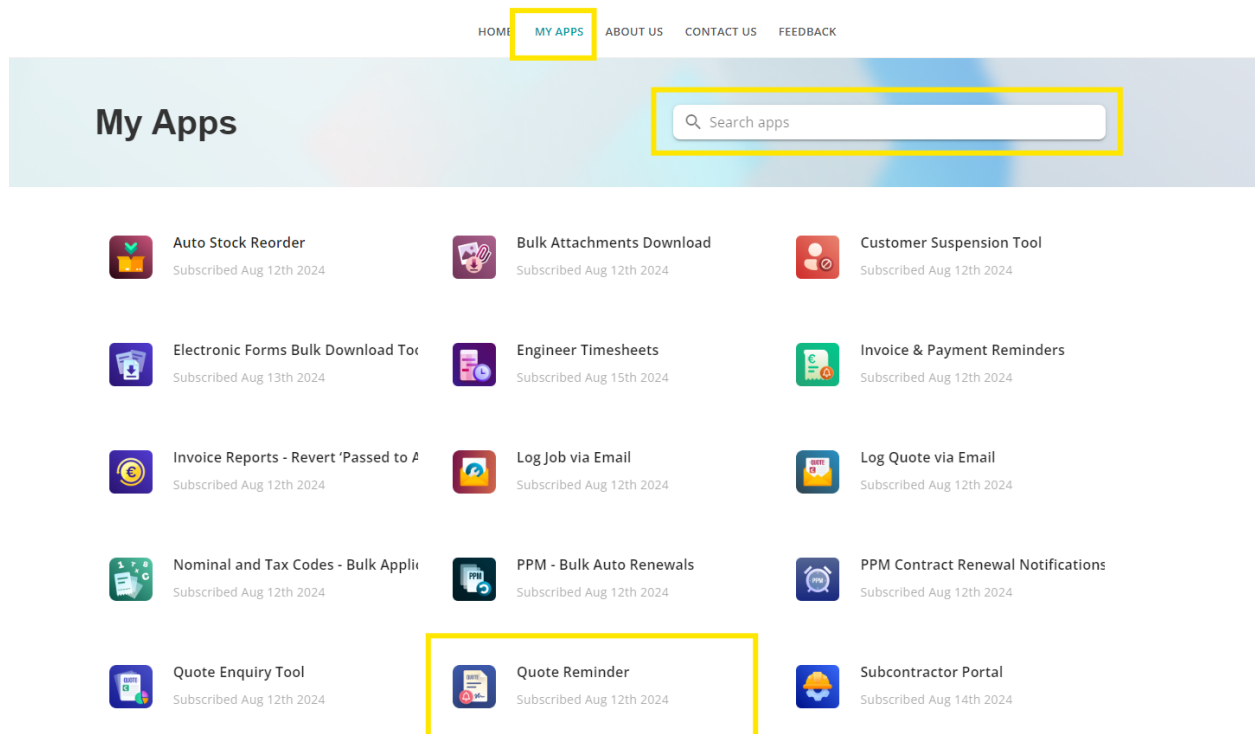 HOME MY APPS ABOUT US CONTACT US FEEDBACK
My Apps
Search apps
Auto Stock Reorder
Subscribed Aug 12th 2024
Bulk Attachments Download
Subscribed Aug 12th 2024
Customer Suspension Tool
Subscribed Aug 12th 2024
Electronic Forms Bulk Download Too
Subscribed Aug 13th 2024
Engineer Timesheets
Subscribed Aug 15th 2024
Invoice & Payment Reminders
Subscribed Aug 12th 2024
Invoice Reports - Revert ‘Passed to A
Subscribed Aug 12th 2024
Log Job via Email
Subscribed Aug 12th 2024
QUOTE
Log Quote via Email
Subscribed Aug 12th 2024
Nominal and Tax Codes - Bulk Applic
Subscribed Aug 12th 2024
PPM
PPM - Bulk Auto Renewals
Subscribed Aug 12th 2024
PPM
PPM Contract Renewal Notifications
Subscribed Aug 12th 2024
QUOTE
Quote Enquiry Tool
Subscribed Aug 12th 2024
QUOTE
Quote Reminder
Subscribed Aug 12th 2024
Subcontractor Portal
Subscribed Aug 14th 2024